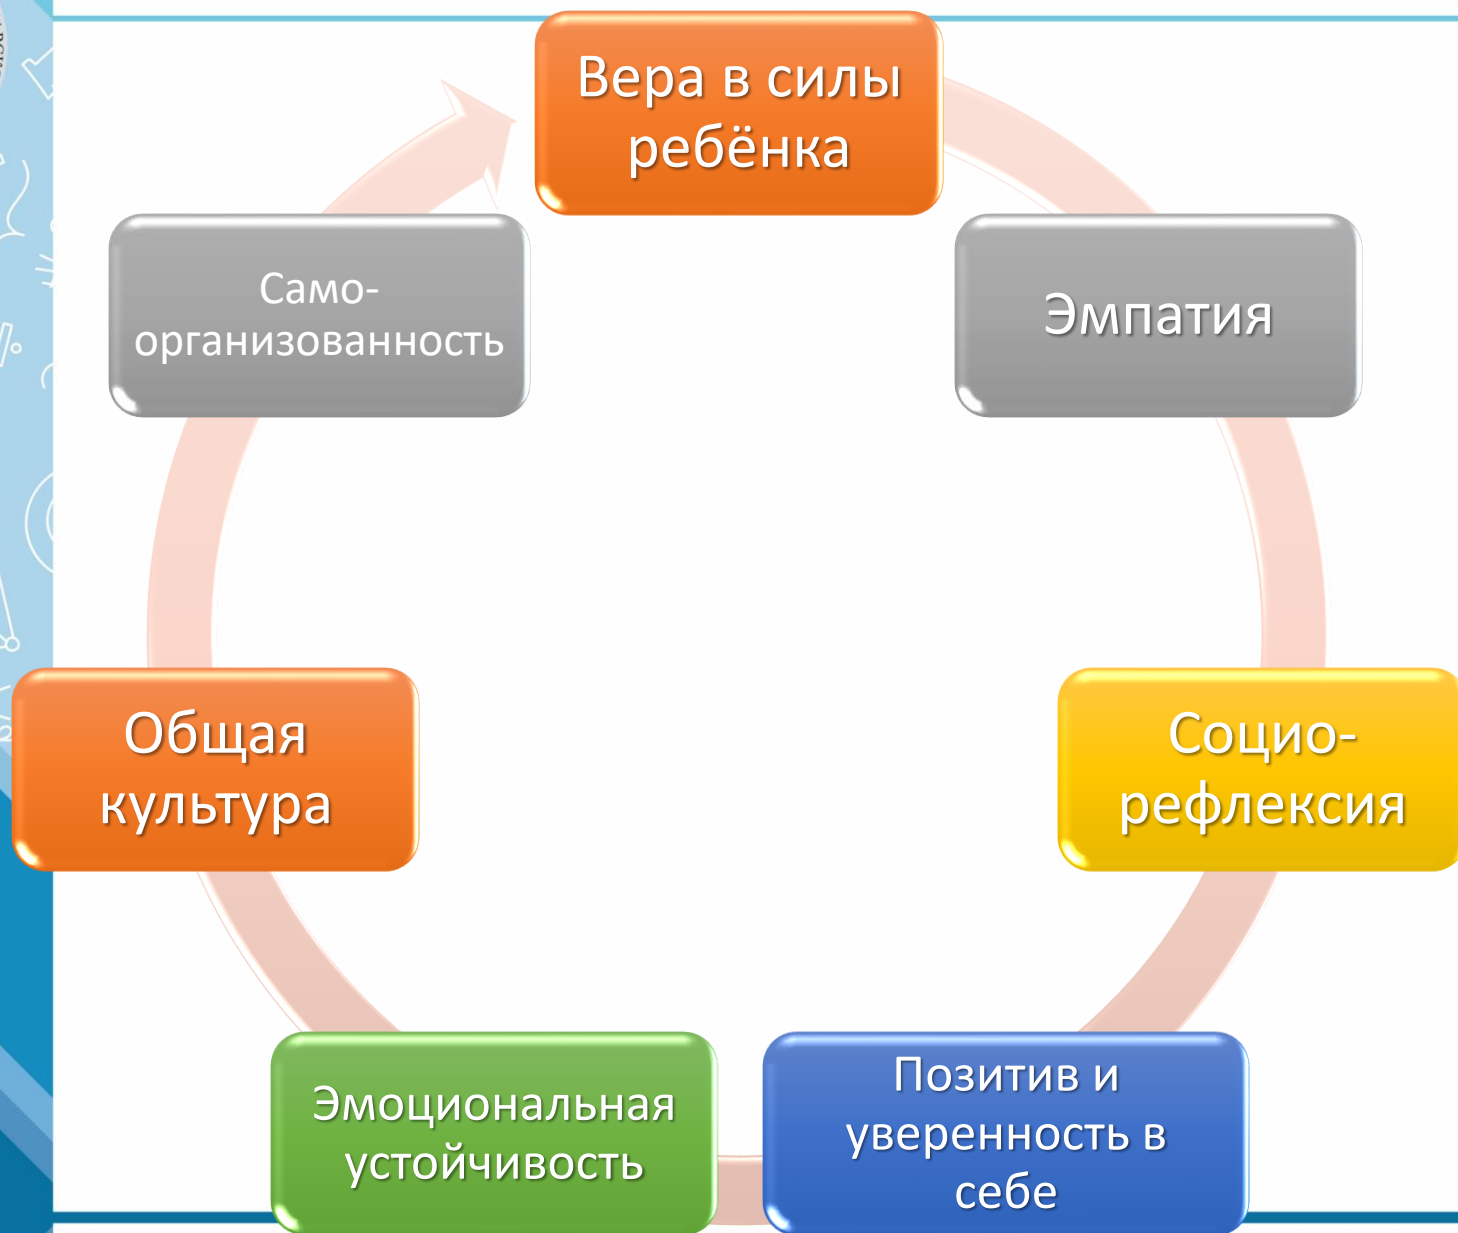 Вера в силы
ребёнка
Эмпатия
Социо-
рефлексия
Позитив и
уверенность в
себе
Эмоциональная
устойчивость
Общая
культура
Само-
организованность